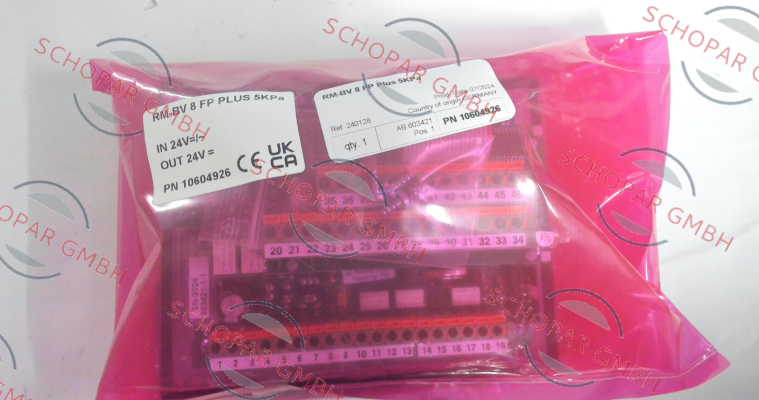 RM-BV 8 FP PLUS 5KPa
IN 24V=/~
OUT 24V =
CE UK CA
PN 10604926
RM-BV 8 FP Plus 5KPa
07/2024
Country of origin GERMANY
Ref. 240128
AB 603421
qty. 1
Pos. 1
PN 10604926
20 21 22 23 24 25 26 29 30 31 32 33 34
1 2 3 4 5 6 7 8 9 10 11 12 13 14 15 16 17 18 19
SCHOPAR GMBH